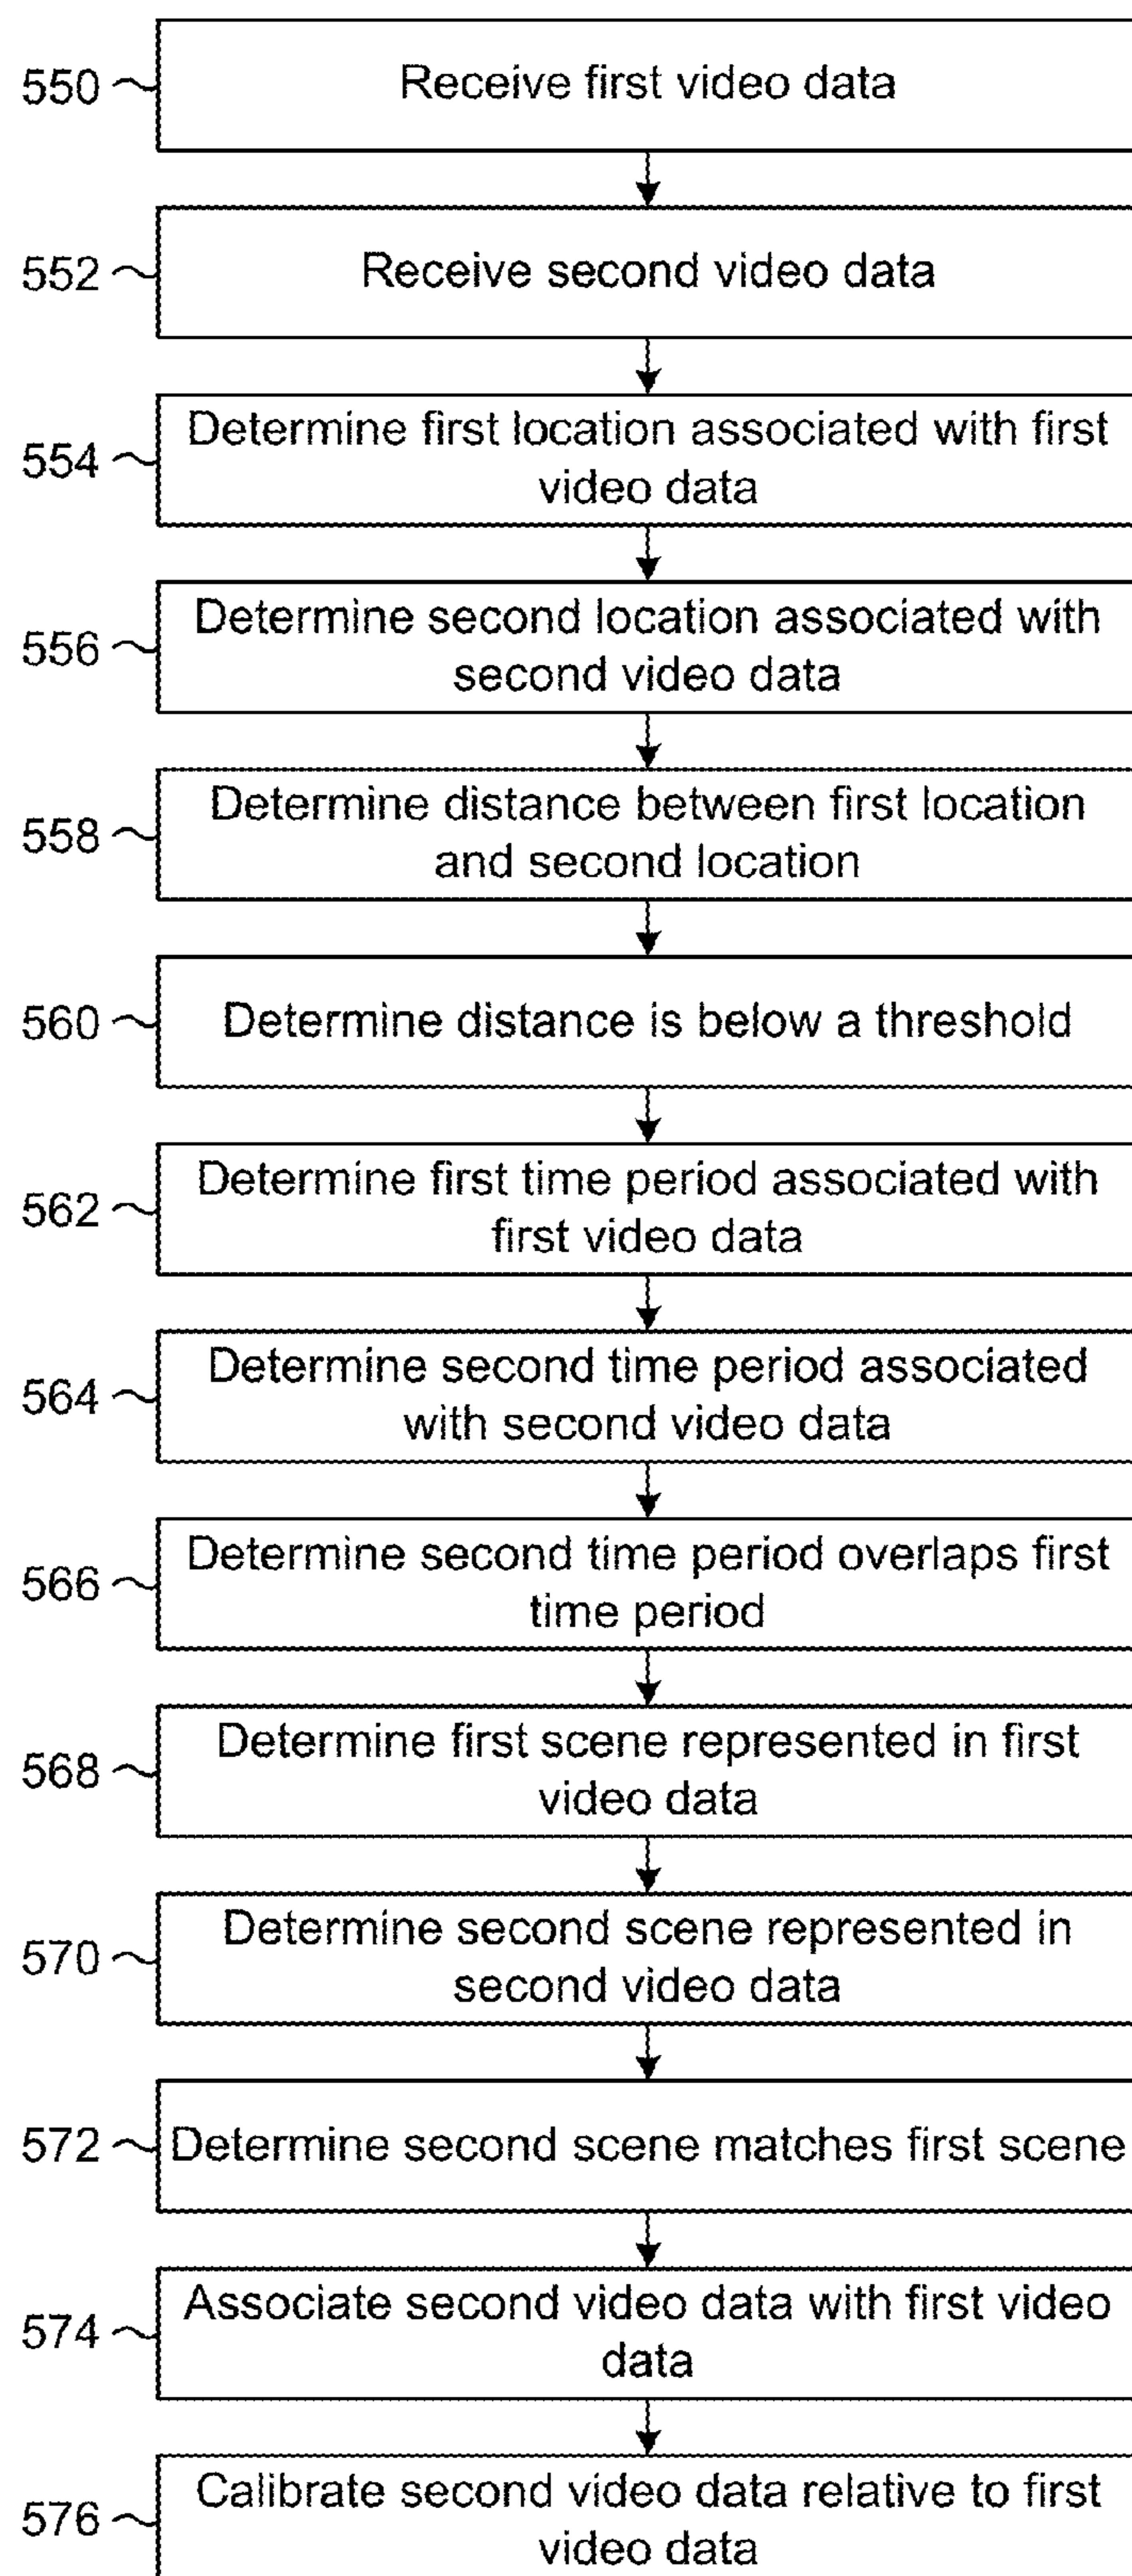 550
Receive first video data
552
Receive second video data
554
Determine first location associated with first
video data
556
Determine second location associated with
second video data
558
Determine distance between first location
and second location
560
Determine distance is below a threshold
562
Determine first time period associated with
first video data
564
Determine second time period associated
with second video data
566
Determine second time period overlaps first
time period
568
Determine first scene represented in first
video data
570
Determine second scene represented in
second video data
572
Determine second scene matches first scene
574
Associate second video data with first video
data
576
Calibrate second video data relative to first
video data